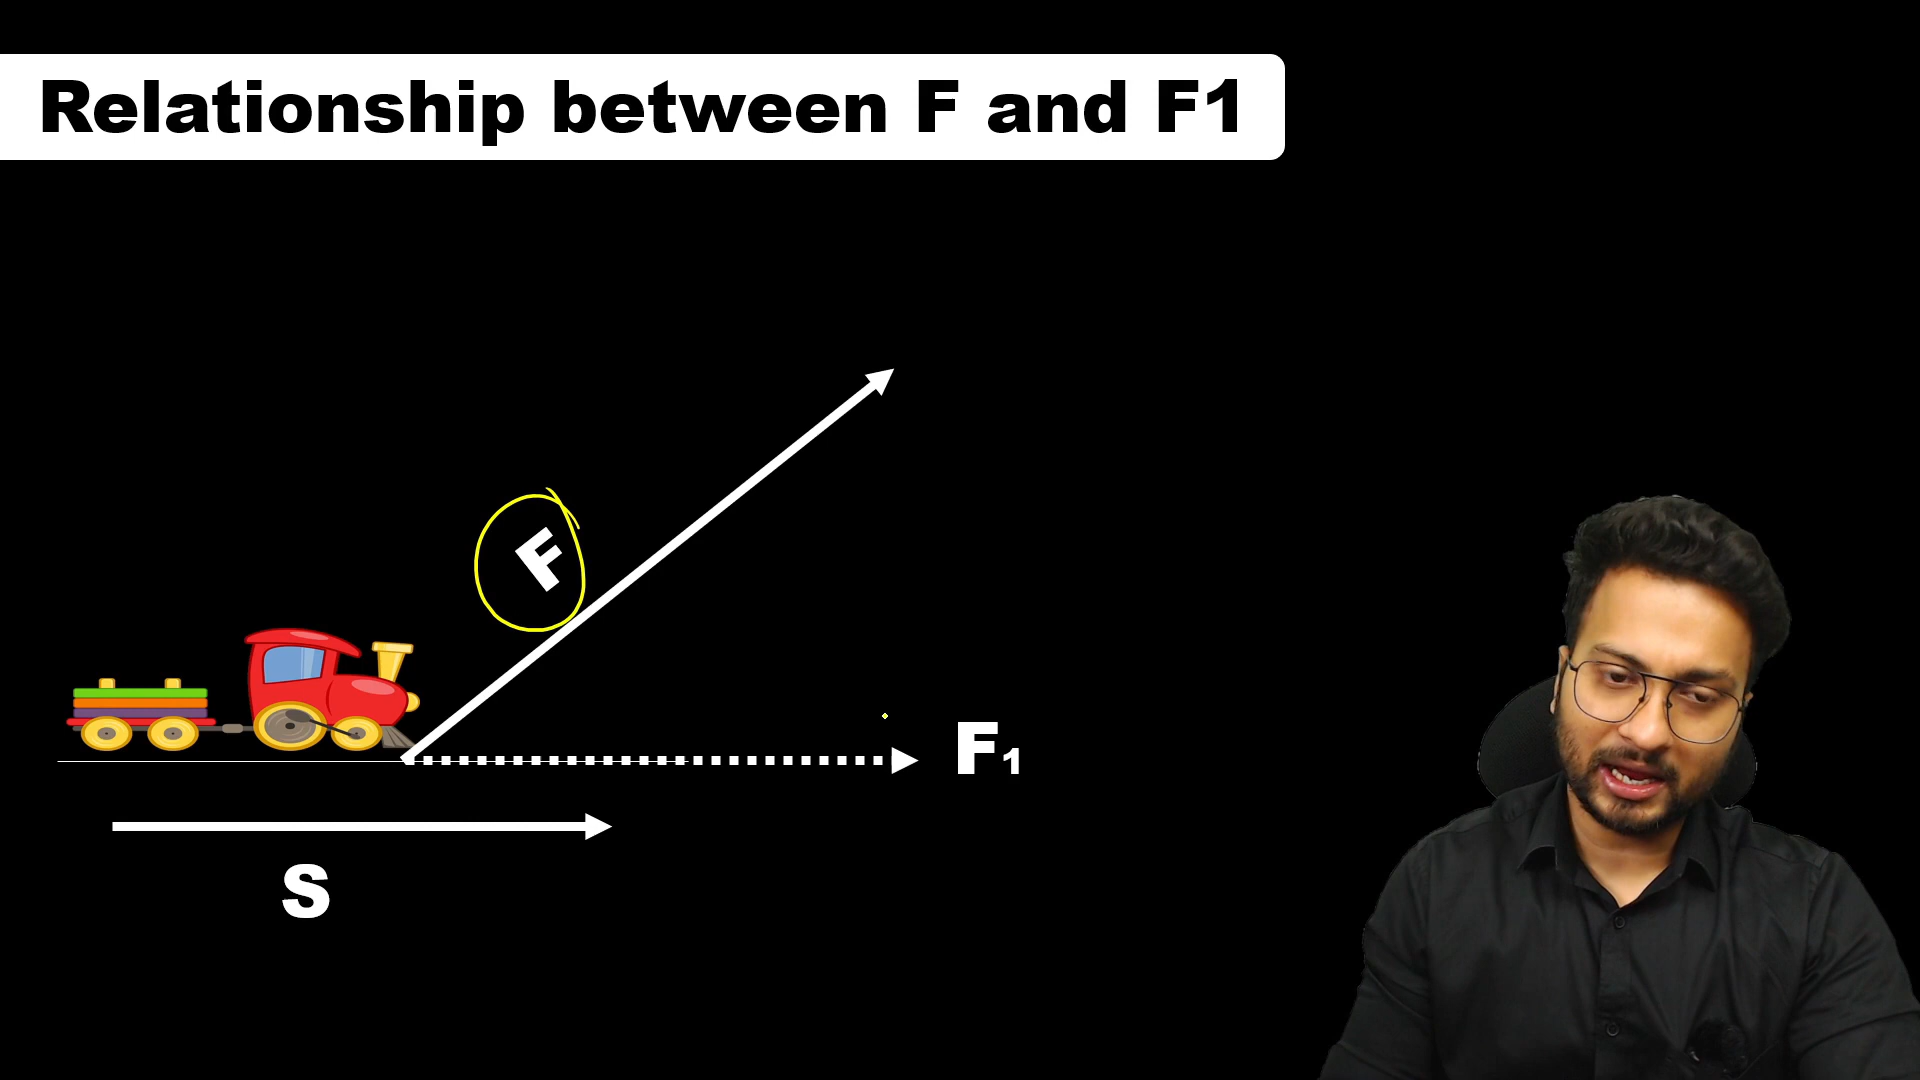 Relationship between F and F1
F
F₁
S